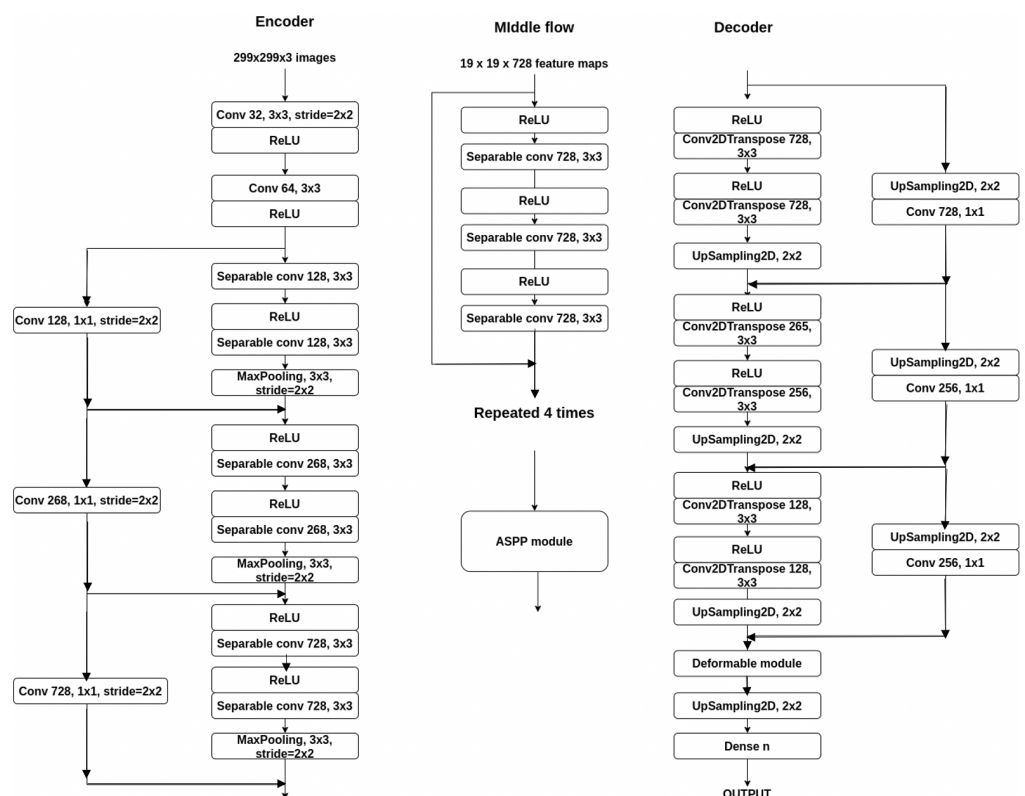 Encoder
299x299x3 images
Conv 32, 3x3, stride=2x2
ReLU
Conv 64, 3x3
ReLU
Separable conv 128, 3x3
Conv 128, 1x1, stride=2x2
ReLU
Separable conv 128, 3x3
MaxPooling, 3x3,
stride=2x2
ReLU
Separable conv 268, 3x3
Conv 268, 1x1, stride=2x2
ReLU
Separable conv 268, 3x3
MaxPooling, 3x3,
stride=2x2
ReLU
Separable conv 728, 3x3
Conv 728, 1x1, stride=2x2
ReLU
Separable conv 728, 3x3
MaxPooling, 3x3,
stride=2x2
MIddle flow
19 x 19 x 728 feature maps
ReLU
Separable conv 728, 3x3
ReLU
Separable conv 728, 3x3
ReLU
Separable conv 728, 3x3
Repeated 4 times
ASPP module
Decoder
ReLU
Conv2DTranspose 728,
3x3
ReLU
Conv2DTranspose 728,
3x3
UpSampling2D, 2x2
UpSampling2D, 2x2
Conv 728, 1x1
ReLU
Conv2DTranspose 265,
3x3
ReLU
Conv2DTranspose 256,
3x3
UpSampling2D, 2x2
UpSampling2D, 2x2
Conv 256, 1x1
ReLU
Conv2DTranspose 128,
3x3
ReLU
Conv2DTranspose 128,
3x3
UpSampling2D, 2x2
UpSampling2D, 2x2
Conv 256, 1x1
Deformable module
UpSampling2D, 2x2
Dense n
OUTPUT